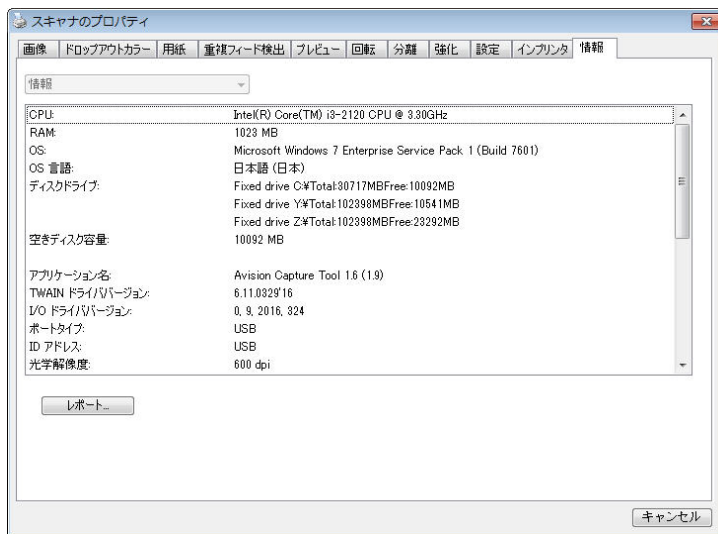 スキャナのプロパティ
画像 ドロップアウトカラー 用紙 重複フィード検出 プレビュー 回転 分離 強化 設定 インプリンタ 情報
情報
CPU: Intel(R) Core(TM) i3-2120 CPU @ 3.30GHz
RAM: 1023 MB
OS: Microsoft Windows 7 Enterprise Service Pack 1 (Build 7601)
OS 言語: 日本語 (日本)
ディスクドライブ: Fixed drive C:¥Total:30717MBFree:10092MB
Fixed drive Y:¥Total:102398MBFree:10541MB
Fixed drive Z:¥Total:102398MBFree:23292MB
空きディスク容量: 10092 MB
アプリケーション名: Avision Capture Tool 1.6 (1.9)
TWAIN ドライババージョン: 6.11.0329'16
I/O ドライババージョン: 0, 9, 2016, 324
ポートタイプ: USB
ID アドレス: USB
光学解像度: 600 dpi
レポート...
キャンセル